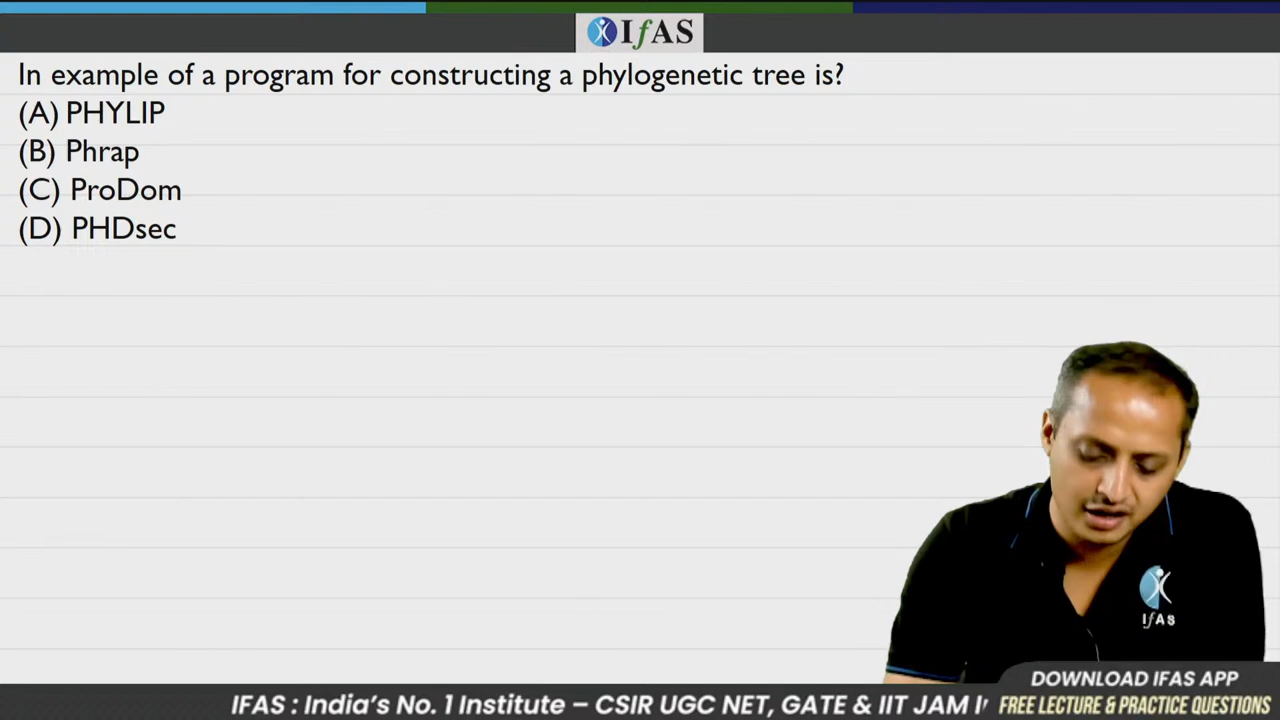 IfAS
In example of a program for constructing a phylogenetic tree is?
(A) PHYLIP
(B) Phrap
(C) ProDom
(D) PHDsec
IfAS
DOWNLOAD IFAS APP
IFAS : India's No. 1 Institute – CSIR UGC NET, GATE & IIT JAM
FREE LECTURE & PRACTICE QUESTIONS